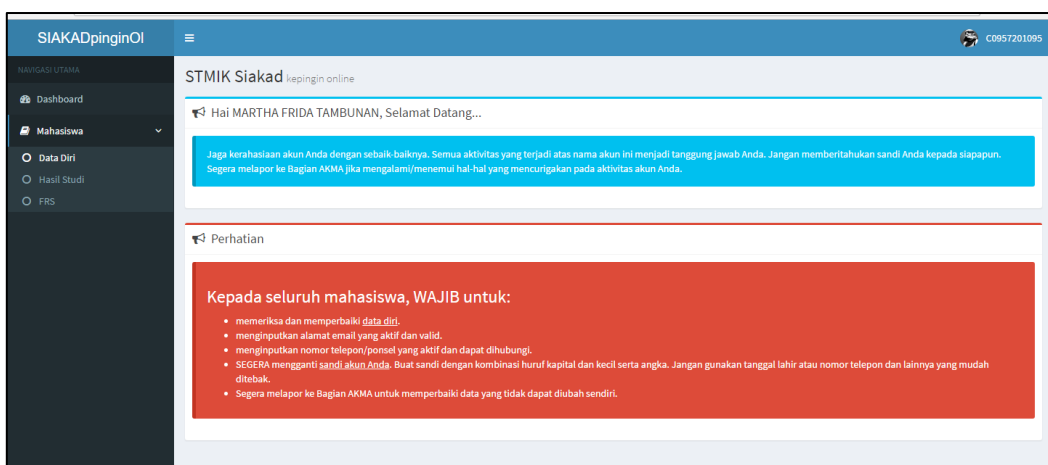 SIAKADpinginOl
C0957201095
NAVIGASI UTAMA
Dashboard
Mahasiswa
Data Diri
Hasil Studi
FRS
STMIK Siakad kepingin online
Hai MARTHA FRIDA TAMBUNAN, Selamat Datang...
Jaga kerahasiaan akun Anda dengan sebaik-baiknya. Semua aktivitas yang terjadi atas nama akun ini menjadi tanggung jawab Anda. Jangan memberitahukan sandi Anda kepada siapapun.
Segera melapor ke Bagian AKMA jika mengalami/menemui hal-hal yang mencurigakan pada aktivitas akun Anda.
Perhatian
Kepada seluruh mahasiswa, WAJIB untuk:
• memeriksa dan memperbaiki data diri.
• menginputkan alamat email yang aktif dan valid.
• menginputkan nomor telepon/ponsel yang aktif dan dapat dihubungi.
• SEGERA mengganti sandi akun Anda. Buat sandi dengan kombinasi huruf kapital dan kecil serta angka. Jangan gunakan tanggal lahir atau nomor telepon dan lainnya yang mudah
ditebak.
• Segera melapor ke Bagian AKMA untuk memperbaiki data yang tidak dapat diubah sendiri.